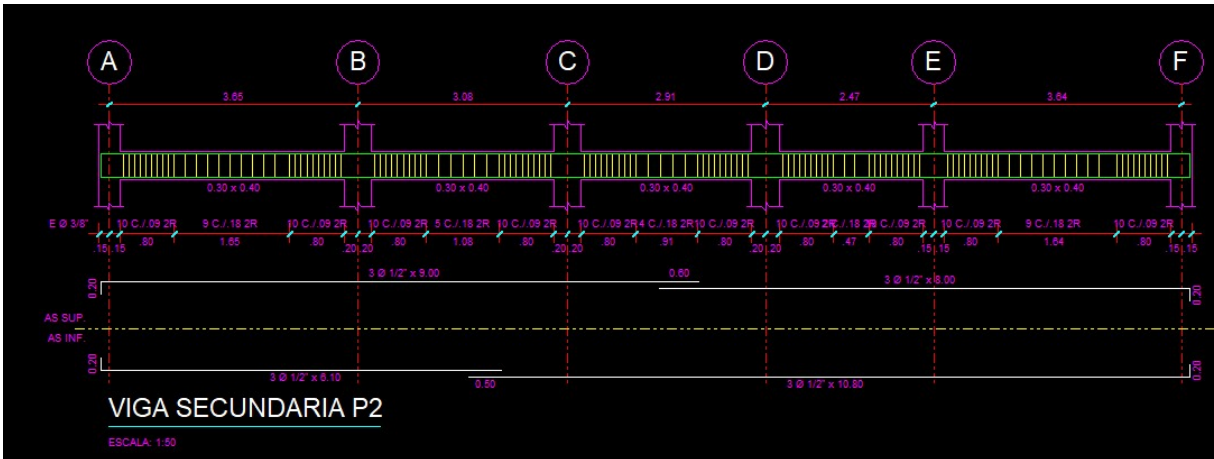 A B C D E F
3.65 3.08 2.91 2.47 3.64
0.30 x 0.40 0.30 x 0.40 0.30 x 0.40 0.30 x 0.40 0.30 x 0.40
E Ø 3/8" 10 C./.09 2R 9 C./.18 2R 10 C./.09 2R 10 C./.09 2R 5 C./.18 2R 10 C./.09 2R 10 C./.09 2R 4 C./.18 2R 10 C./.09 2R 10 C./.09 C./.18 C./.09 2R 10 C./.09 2R 9 C./.18 2R 10 C./.09 2R
.15 .15 .80 1.65 .80 .20 .20 .80 1.08 .80 .20 .20 .80 .91 .80 .20 .20 .80 .47 .80 .15 .15 .80 1.64 .80 .15 .15
0.20 3 Ø 1/2" x 9.00 0.60 3 Ø 1/2" x 8.00 0.20
AS SUP.
AS INF.
0.20 3 Ø 1/2" x 6.10 0.50 3 Ø 1/2" x 10.80 0.20
VIGA SECUNDARIA P2
ESCALA: 1:50